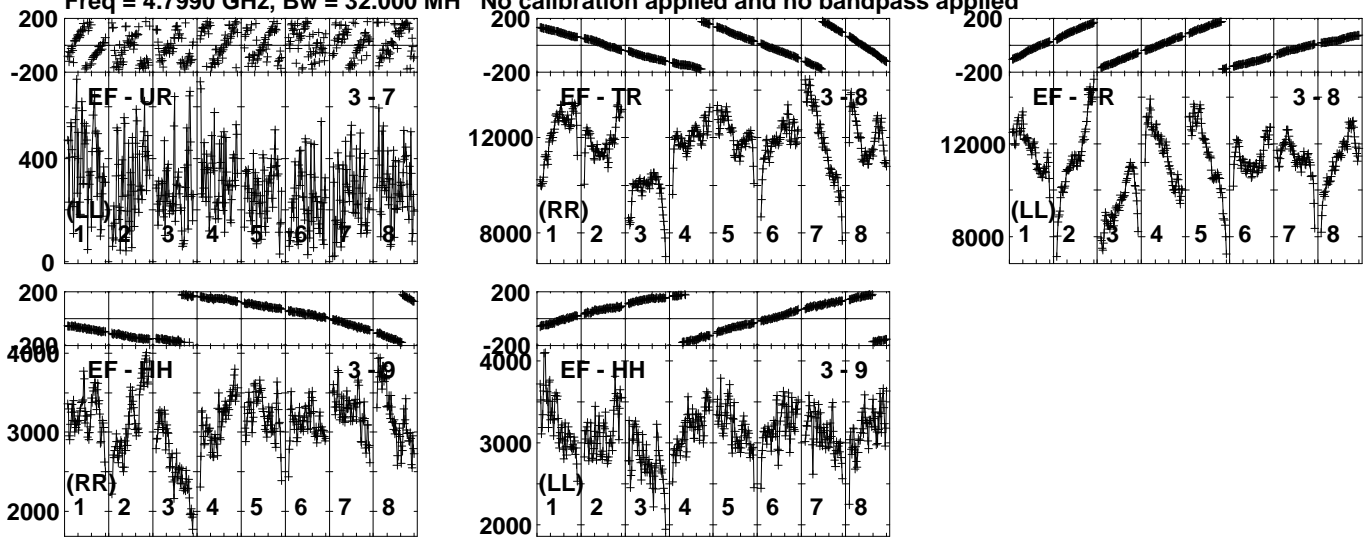 Freq = 4.7990 GHz, Bw = 32.000 MH No calibration applied and no bandpass applied
200
-200
EF - UR 3 - 7
400
(LL)
1 2 3 4 5 6 7 8
0
200
-200
EF - TR 3 - 8
12000
(RR)
8000
1 2 3 4 5 6 7 8
200
-200
EF - TR 3 - 8
12000
(LL)
8000
1 2 3 4 5 6 7 8
200
-200
4000
EF - HH 3 - 9
3000
(RR)
2000
1 2 3 4 5 6 7 8
200
-200
4000
EF - HH 3 - 9
3000
(LL)
2000
1 2 3 4 5 6 7 8